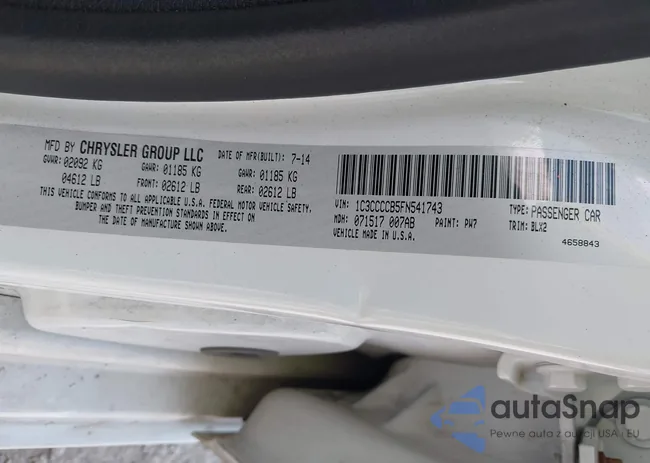 MFD BY CHRYSLER GROUP LLC DATE OF MFR(BUILT): 7-14
GVWR: 02092 KG GAWR: 01185 KG GAWR: 01185 KG
04612 LB FRONT: 02612 LB REAR: 02612 LB
THIS VEHICLE CONFORMS TO ALL APPLICABLE U.S.A. FEDERAL MOTOR VEHICLE SAFETY,
BUMPER AND THEFT PREVENTION STANDARDS IN EFFECT ON
THE DATE OF MANUFACTURE SHOWN ABOVE.
VIN: 1C3CCCCB5FN541743 TYPE: PASSENGER CAR
MDH: 071517 007AB PAINT: PW7 TRIM: BLX2
VEHICLE MADE IN U.S.A. 4658843
autaSnap
Pewne auta z aukcji USA i EU